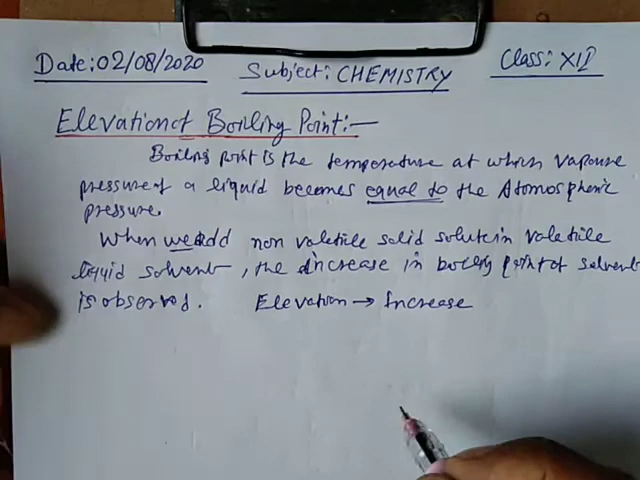 Date: 02/08/2020 Subject: CHEMISTRY Class: XII
Elevation of Boiling Point:—
Boiling point is the temperature at which vapoure
pressure of a liquid becomes equal to the Atomospheric
pressure.
When we add non volatile solid solute in volatile
liquid solvent, the increase in boiling point of solvent
is observed. Elevation → Increase